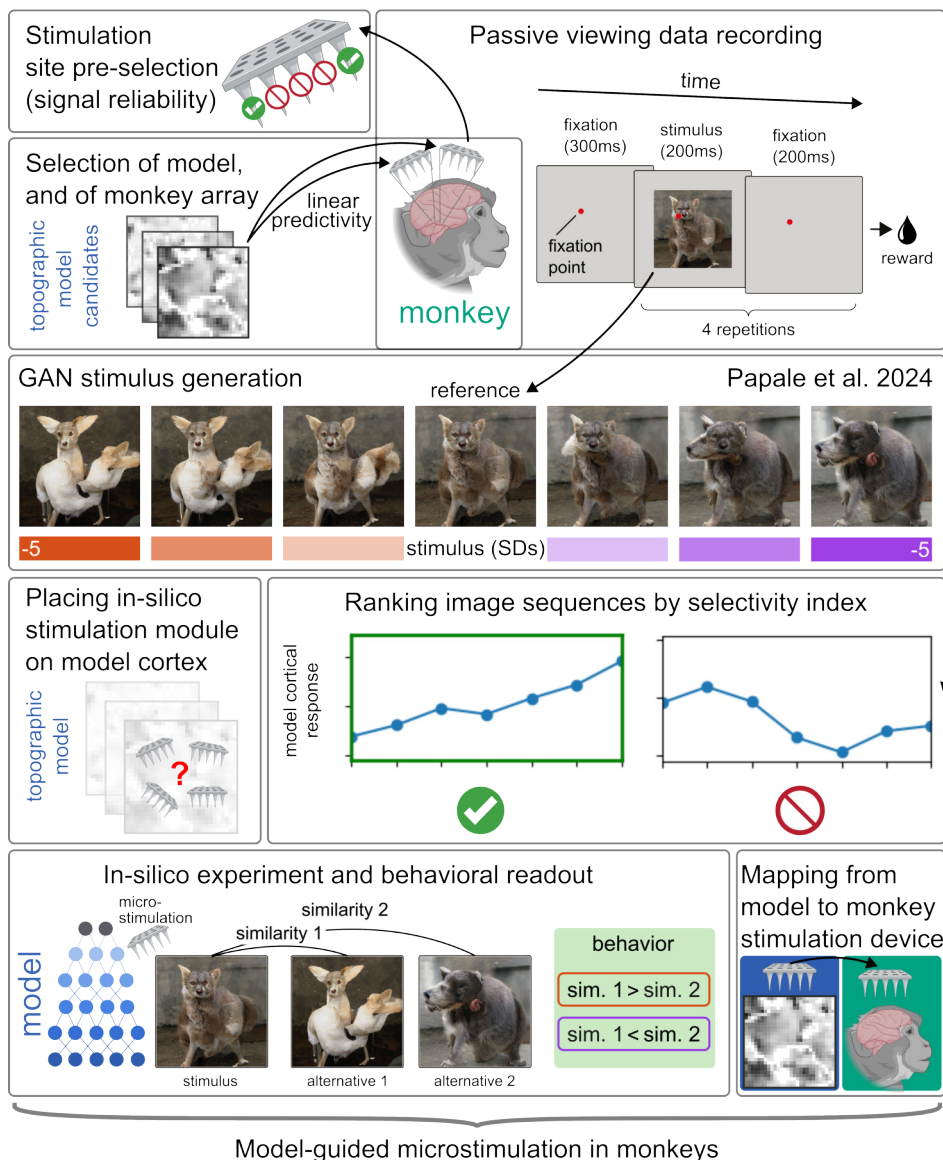 Stimulation
site pre-selection
(signal reliability)
Passive viewing data recording
time
fixation
(300ms)
stimulus
(200ms)
fixation
(200ms)
fixation
point
reward
4 repetitions
Selection of model,
and of monkey array
linear
predictivity
topographic
model
candidates
monkey
GAN stimulus generation
reference
Papale et al. 2024
-5
stimulus (SDs)
-5
Placing in-silico
stimulation module
on model cortex
topographic
model
?
Ranking image sequences by selectivity index
model cortical
response
In-silico experiment and behavioral readout
micro-
stimulation
similarity 2
similarity 1
model
stimulus
alternative 1
alternative 2
behavior
sim. 1 > sim. 2
sim. 1 < sim. 2
Mapping from
model to monkey
stimulation device
Model-guided microstimulation in monkeys